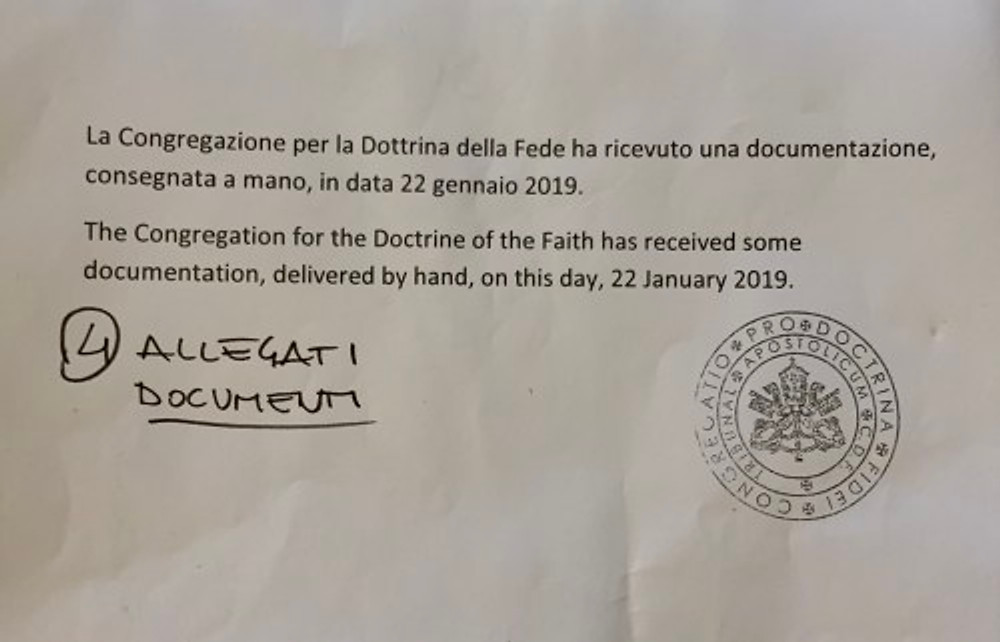 La Congregazione per la Dottrina della Fede ha ricevuto una documentazione,
consegnata a mano, in data 22 gennaio 2019.
The Congregation for the Doctrine of the Faith has received some
documentation, delivered by hand, on this day, 22 January 2019.
4 ALLEGATI
DOCUMENTI
CONGREGATIO ✠ PRO ✠ DOCTRINA ✠ FIDEI ✠
TRIBUNAL ✠ APOSTOLICUM ✠ C.D.F. ✠